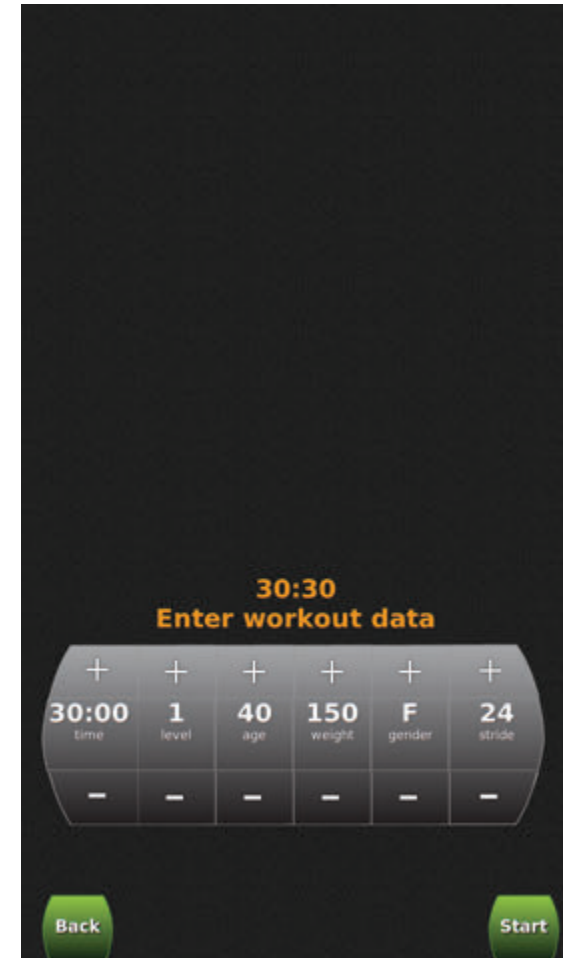 30:30
Enter workout data
+ + + + + +
30:00 1 40 150 F 24
time level age weight gender stride
– – – – – –
Back Start